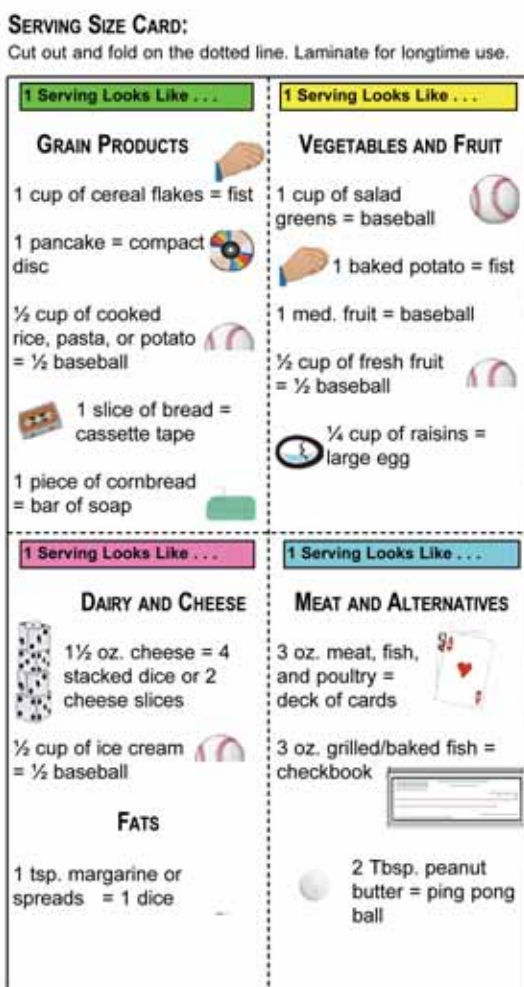 SERVING SIZE CARD:
Cut out and fold on the dotted line. Laminate for longtime use.
1 Serving Looks Like . . .
GRAIN PRODUCTS
1 cup of cereal flakes = fist
1 pancake = compact
disc
½ cup of cooked
rice, pasta, or potato
= ½ baseball
1 slice of bread =
cassette tape
1 piece of cornbread
= bar of soap
1 Serving Looks Like . . .
VEGETABLES AND FRUIT
1 cup of salad
greens = baseball
1 baked potato = fist
1 med. fruit = baseball
½ cup of fresh fruit
= ½ baseball
¼ cup of raisins =
large egg
1 Serving Looks Like . . .
DAIRY AND CHEESE
1½ oz. cheese = 4
stacked dice or 2
cheese slices
½ cup of ice cream
= ½ baseball
FATS
1 tsp. margarine or
spreads = 1 dice
1 Serving Looks Like . . .
MEAT AND ALTERNATIVES
3 oz. meat, fish,
and poultry =
deck of cards
3 oz. grilled/baked fish =
checkbook
2 Tbsp. peanut
butter = ping pong
ball